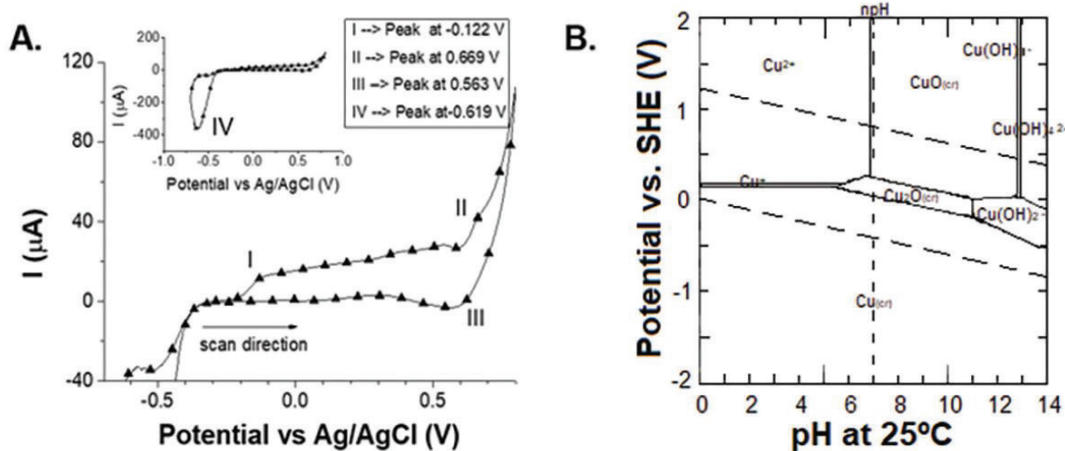 A.
I --> Peak at -0.122 V
II --> Peak at 0.669 V
III --> Peak at 0.563 V
IV --> Peak at-0.619 V
I (µA)
100
0
-200
-400
IV
-1.0 -0.5 0.0 0.5 1.0
Potential vs Ag/AgCl (V)
I (µA)
120
80
40
0
-40
I
II
III
scan direction
-0.5 0.0 0.5
Potential vs Ag/AgCl (V)
B.
npH
Potential vs. SHE (V)
2
1
0
-1
-2
Cu2+
CuO(cr)
Cu(OH)4-
Cu(OH)4 2-
Cu+
Cu2O(cr)
Cu(OH)2-
Cu(cr)
0 2 4 6 8 10 12 14
pH at 25ºC